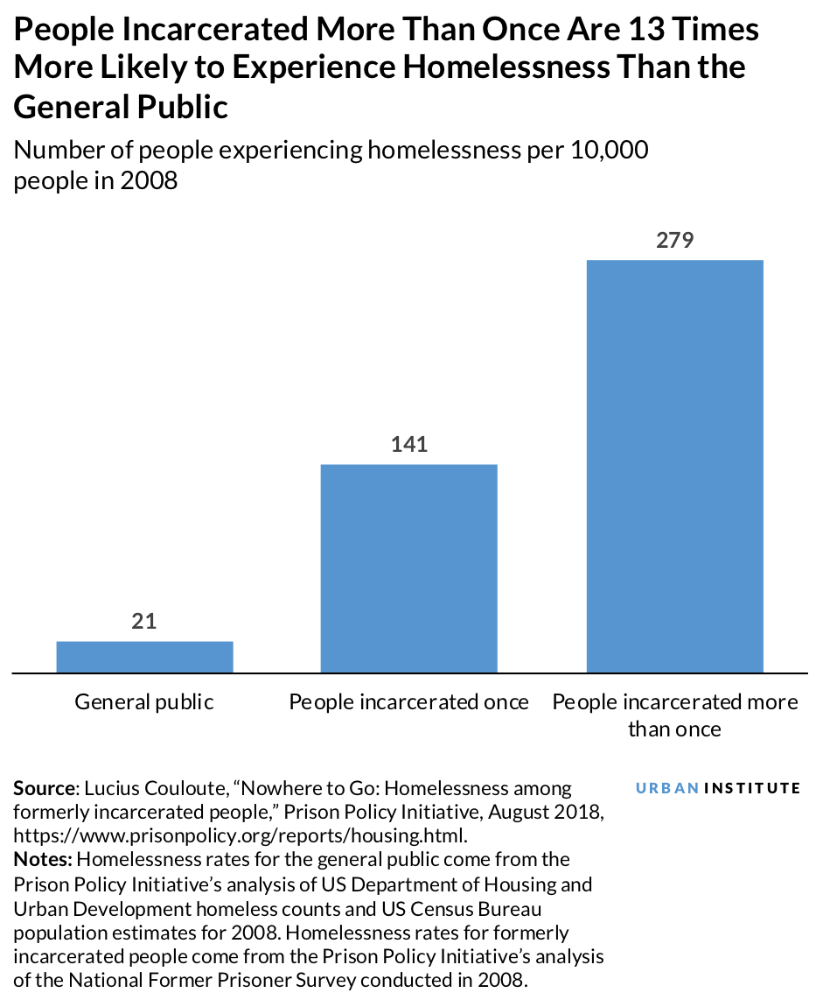 People Incarcerated More Than Once Are 13 Times
More Likely to Experience Homelessness Than the
General Public
Number of people experiencing homelessness per 10,000
people in 2008
279
141
21
General public
People incarcerated once
People incarcerated more
than once
Source: Lucius Couloute, “Nowhere to Go: Homelessness among
formerly incarcerated people,” Prison Policy Initiative, August 2018,
https://www.prisonpolicy.org/reports/housing.html.
Notes: Homelessness rates for the general public come from the
Prison Policy Initiative’s analysis of US Department of Housing and
Urban Development homeless counts and US Census Bureau
population estimates for 2008. Homelessness rates for formerly
incarcerated people come from the Prison Policy Initiative’s analysis
of the National Former Prisoner Survey conducted in 2008.
URBAN INSTITUTE